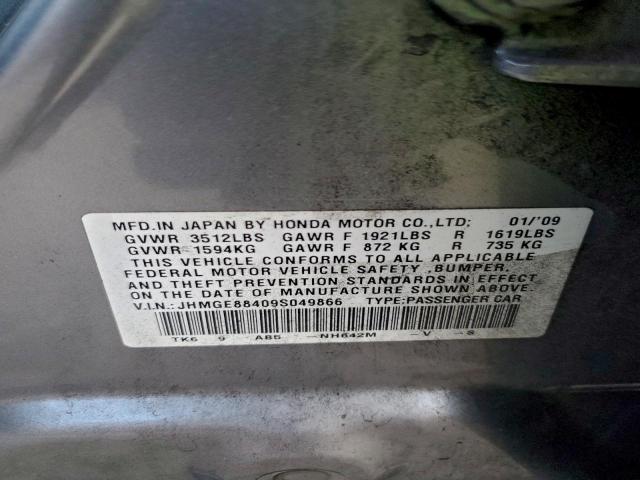 MFD.IN JAPAN BY HONDA MOTOR CO.,LTD; 01/'09
GVWR 3512LBS GAWR F 1921LBS R 1619LBS
GVWR 1594KG GAWR F 872 KG R 735 KG
THIS VEHICLE CONFORMS TO ALL APPLICABLE
FEDERAL MOTOR VEHICLE SAFETY ,BUMPER,
AND THEFT PREVENTION STANDARDS IN EFFECT
ON THE DATE OF MANUFACTURE SHOWN ABOVE.
V.I.N.: JHMGE88409S049866 TYPE:PASSENGER CAR
TK6 9 AB5 -NH642M -V -S